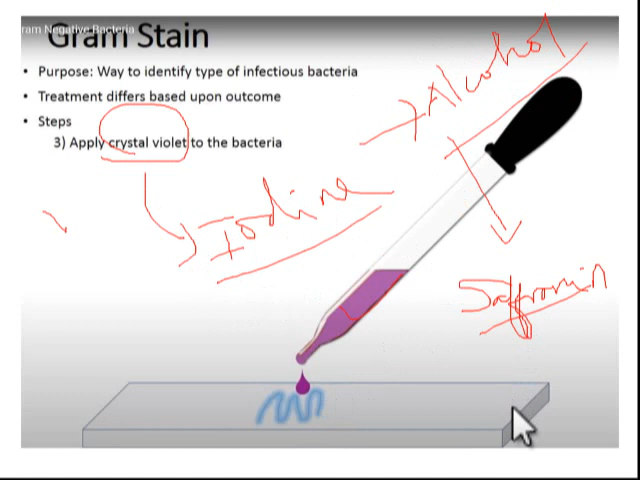 ram Negative Bacteria
Gram Stain
• Purpose: Way to identify type of infectious bacteria
• Treatment differs based upon outcome
• Steps
3) Apply crystal violet to the bacteria
Alcohol
Iodine
Saffranin